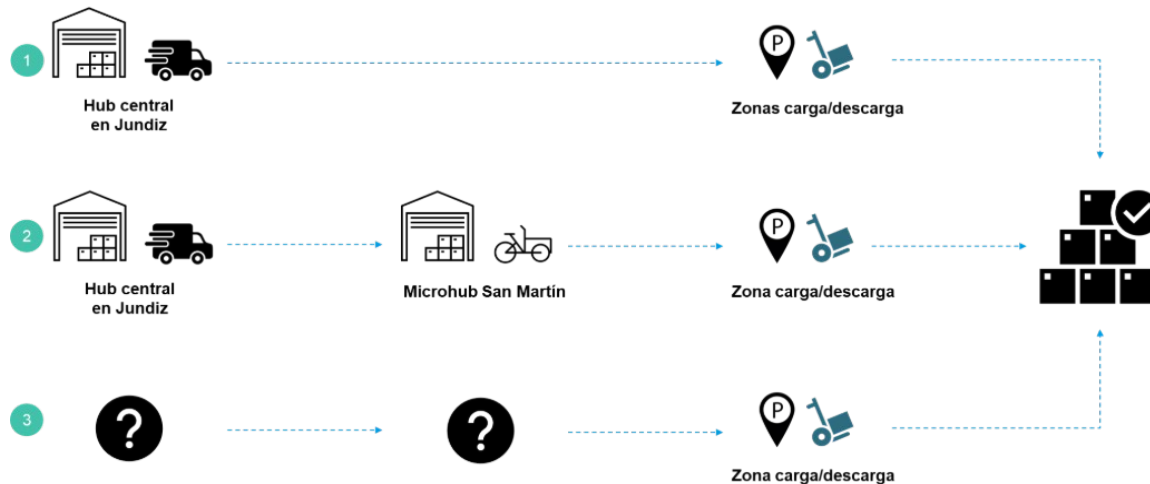 1
P
Hub central
en Jundiz
Zonas carga/descarga
2
P
Hub central
en Jundiz
Microhub San Martín
Zona carga/descarga
3
?
?
P
Zona carga/descarga